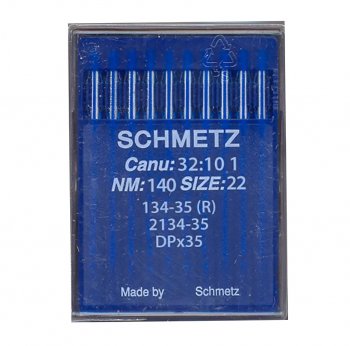 SCHMETZ
Canu: 32:10 1
NM: 140 SIZE: 22
134-35 (R)
2134-35
DPx35
Made by Schmetz